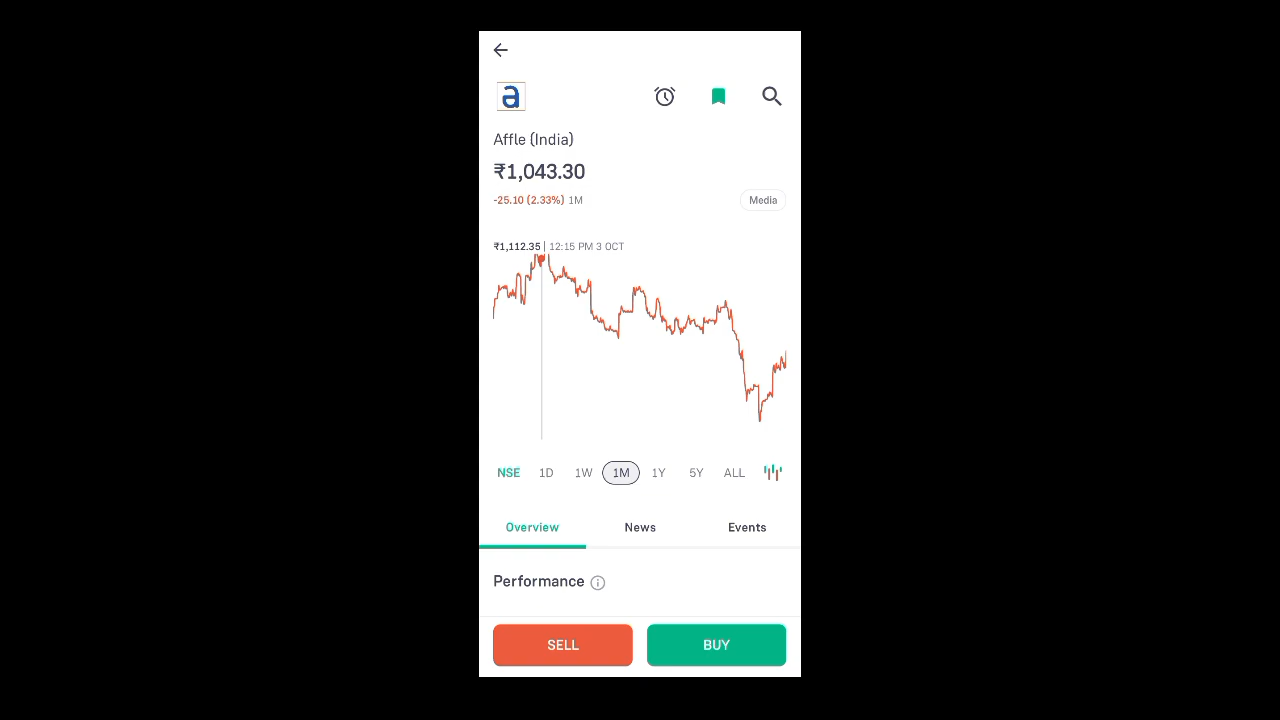 a
Affle (India)
₹1,043.30
-25.10 (2.33%) 1M
Media
₹1,112.35 | 12:15 PM 3 OCT
NSE 1D 1W 1M 1Y 5Y ALL
Overview News Events
Performance
SELL BUY